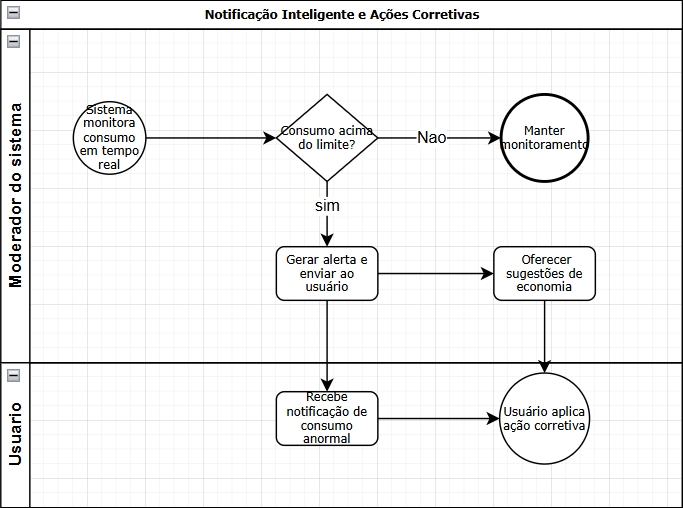 Notificação Inteligente e Ações Corretivas
Moderador do sistema
Sistema
monitora
consumo
em tempo
real
Consumo acima
do limite?
Nao
Manter
monitoramento
sim
Gerar alerta e
enviar ao
usuário
Oferecer
sugestões de
economia
Usuario
Recebe
notificação de
consumo
anormal
Usuário aplica
ação corretiva